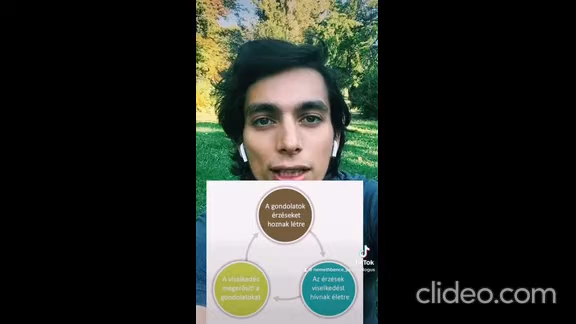 A gondolatok
érzéseket
hoznak létre
TikTok
A viselkedés
megerősíti a
gondolatokat
Az érzések
viselkedést
hívnak életre
clideo.com